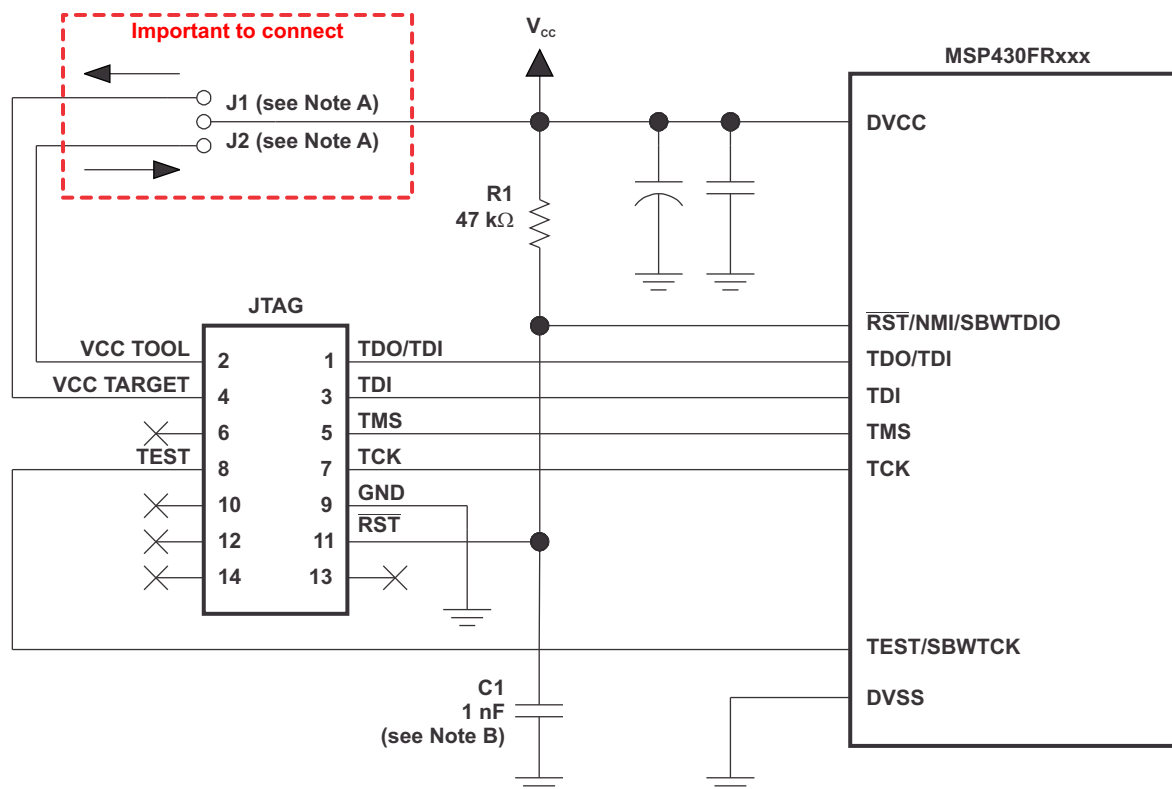 Important to connect
J1 (see Note A)
J2 (see Note A)
Vcc
MSP430FRxxx
DVCC
R1
47 kΩ
JTAG
RST/NMI/SBWTDIO
VCC TOOL
2
1
TDO/TDI
TDO/TDI
VCC TARGET
4
3
TDI
TDI
6
5
TMS
TMS
TEST
8
7
TCK
TCK
10
9
GND
12
11
RST
14
13
TEST/SBWTCK
C1
1 nF
(see Note B)
DVSS